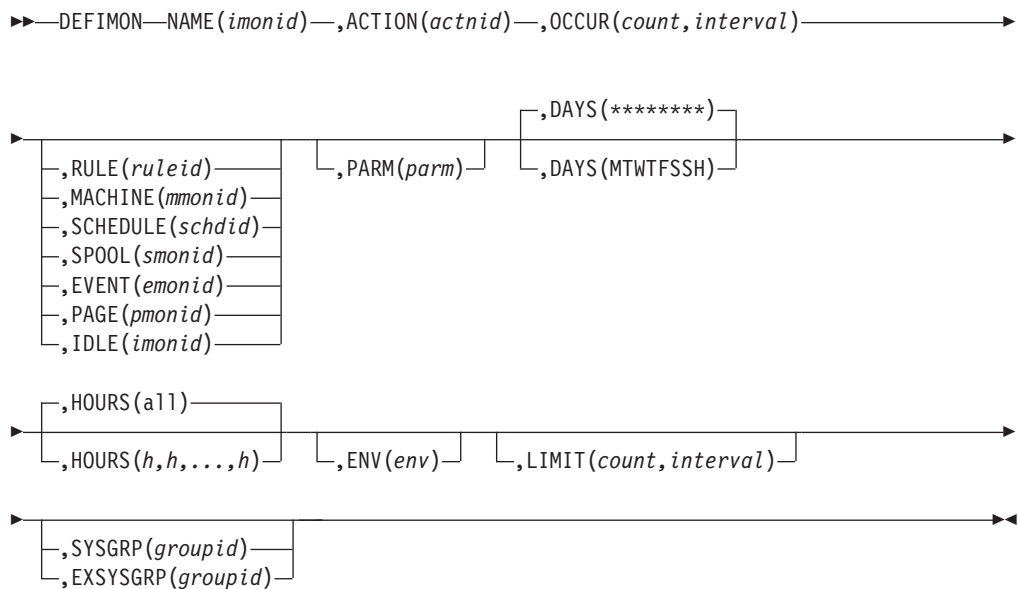 DEFIMON NAME(imonid) ,ACTION(actnid) ,OCCUR(count,interval)
,RULE(ruleid)
,MACHINE(mmonid)
,SCHEDULE(schdid)
,SPOOL(smonid)
,EVENT(emonid)
,PAGE(pmonid)
,IDLE(imonid)
,PARM(parm)
,DAYS(********)
,DAYS(MTWTFSSH)
,HOURS(all)
,HOURS(h,h,...,h)
,ENV(env)
,LIMIT(count,interval)
,SYSGRP(groupid)
,EXSYSGRP(groupid)